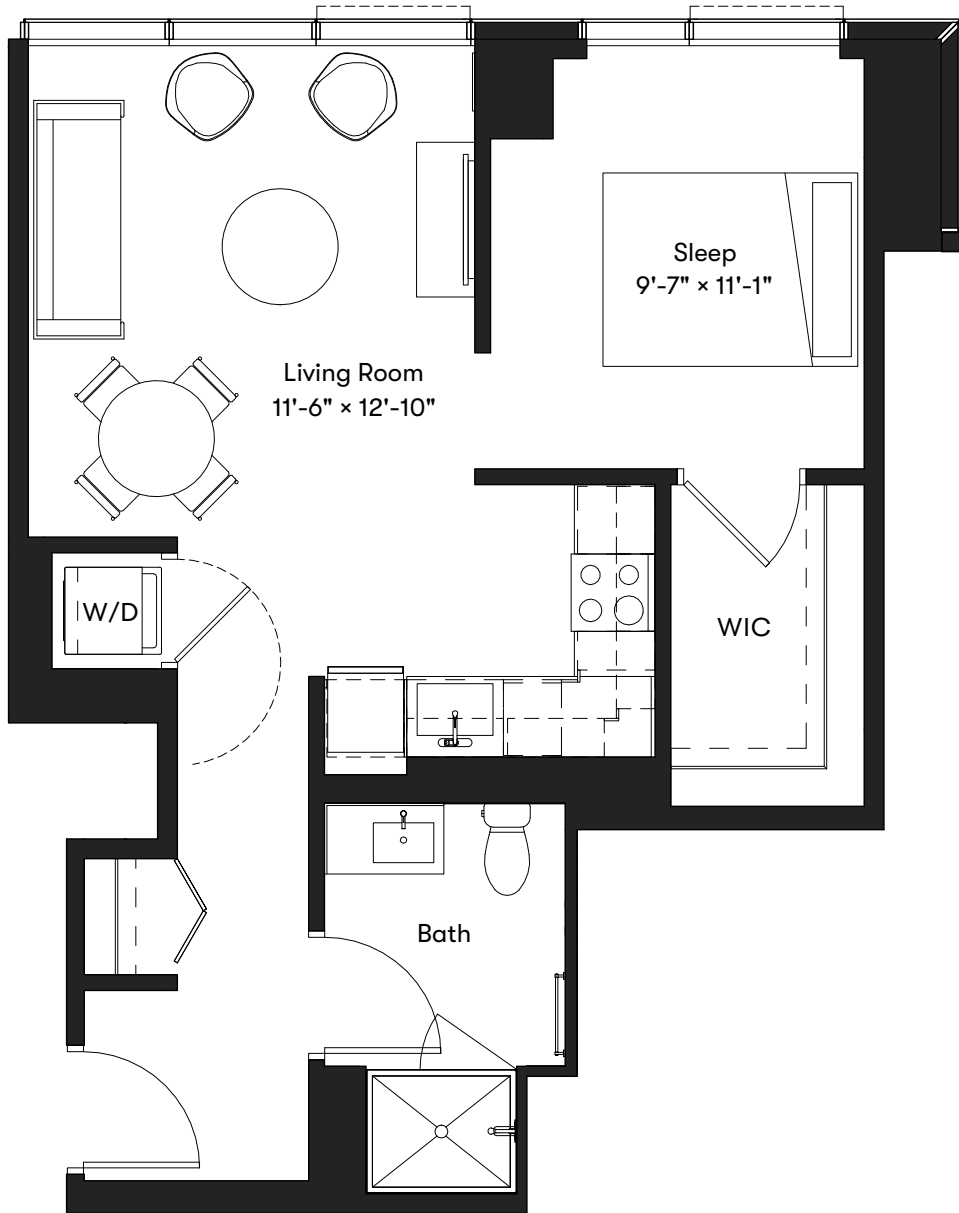 Sleep
9'-7" × 11'-1"
Living Room
11'-6" × 12'-10"
W/D
WIC
Bath